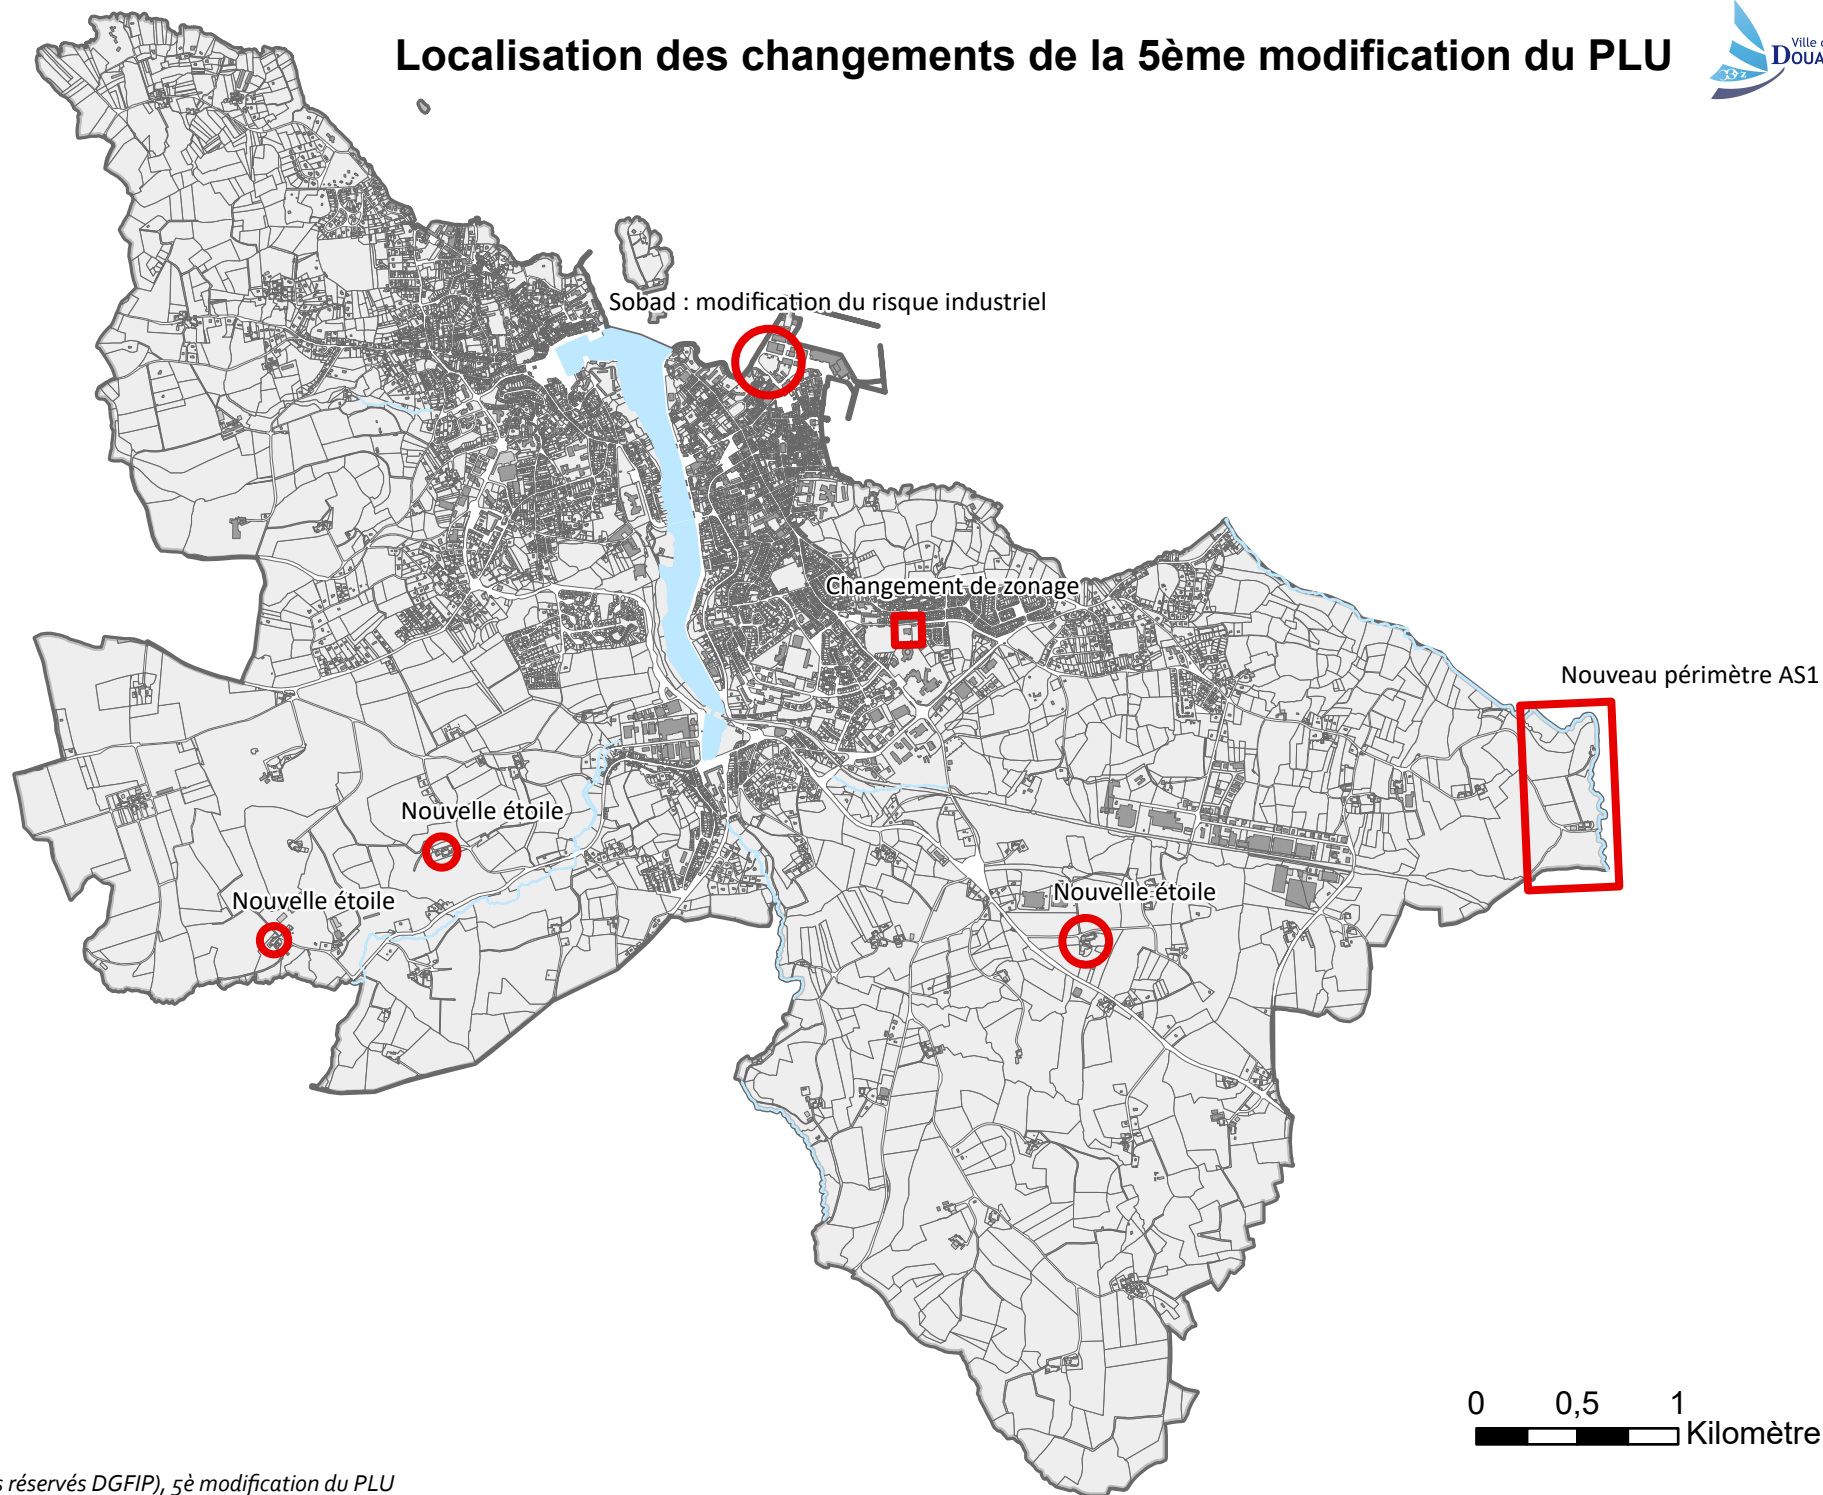 Localisation des changements de la 5ème modification du PLU
Ville
DOUA
Sobad : modification du risque industriel
Changement de zonage
Nouveau périmètre AS1
Nouvelle étoile
Nouvelle étoile
Nouvelle étoile
0 0,5 1
Kilomètre
réservés DGFIP), 5è modification du PLU